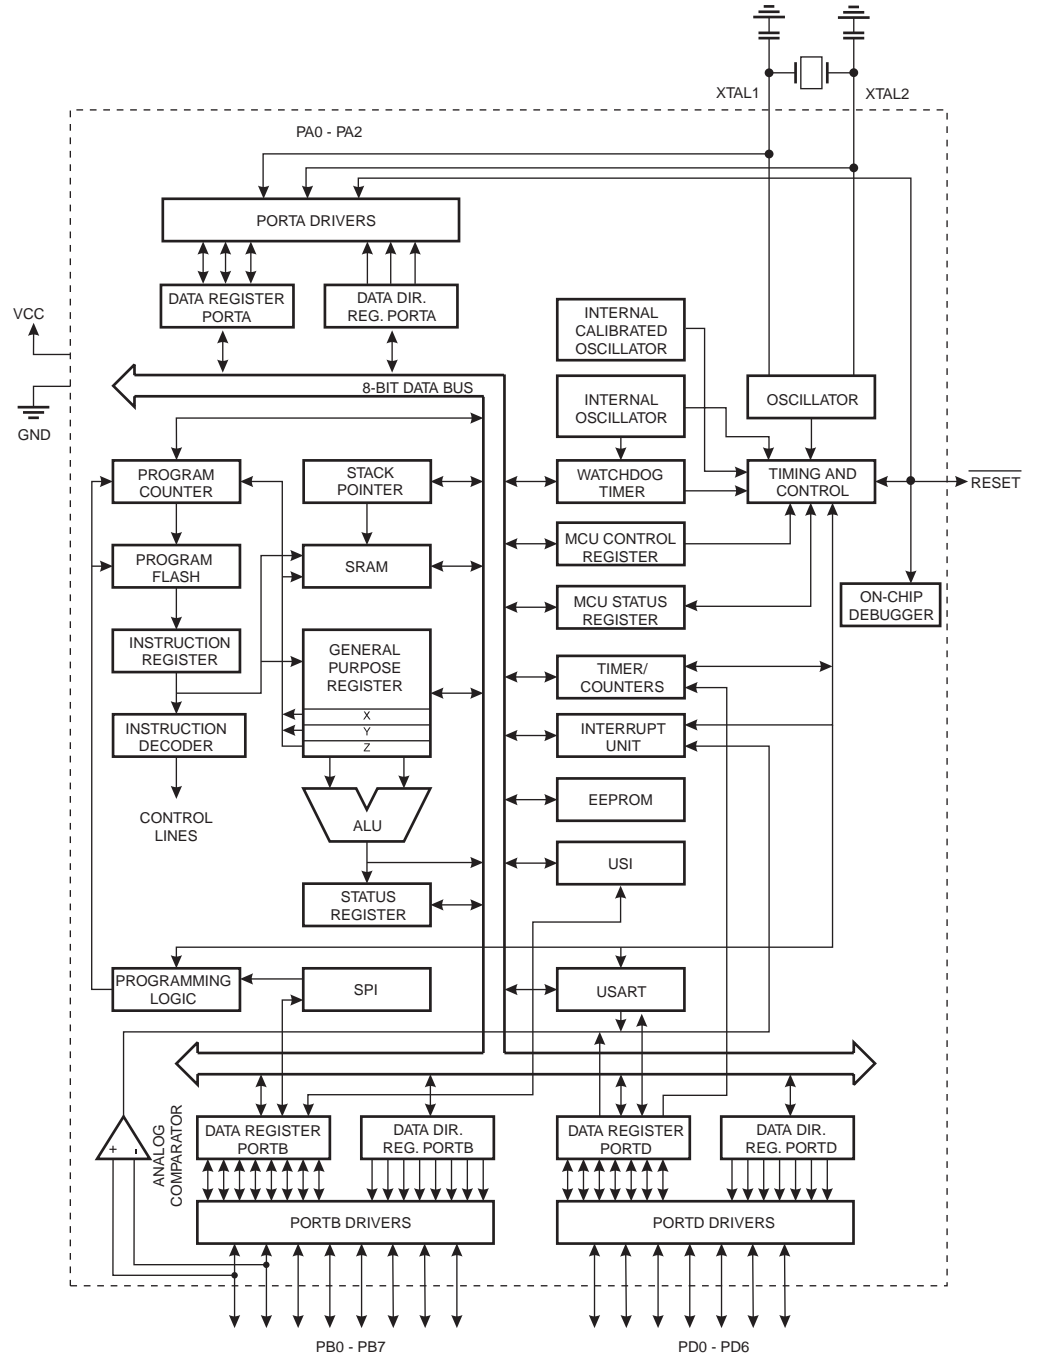 XTAL1
XTAL2
PA0 - PA2
PORTA DRIVERS
DATA REGISTER
PORTA
DATA DIR.
REG. PORTA
VCC
GND
8-BIT DATA BUS
INTERNAL
CALIBRATED
OSCILLATOR
INTERNAL
OSCILLATOR
OSCILLATOR
PROGRAM
COUNTER
STACK
POINTER
WATCHDOG
TIMER
TIMING AND
CONTROL
RESET
PROGRAM
FLASH
SRAM
MCU CONTROL
REGISTER
MCU STATUS
REGISTER
ON-CHIP
DEBUGGER
INSTRUCTION
REGISTER
GENERAL
PURPOSE
REGISTER
X
Y
Z
TIMER/
COUNTERS
INSTRUCTION
DECODER
INTERRUPT
UNIT
CONTROL
LINES
ALU
EEPROM
USI
STATUS
REGISTER
PROGRAMMING
LOGIC
SPI
USART
ANALOG
COMPARATOR
+
-
DATA REGISTER
PORTB
DATA DIR.
REG. PORTB
DATA REGISTER
PORTD
DATA DIR.
REG. PORTD
PORTB DRIVERS
PORTD DRIVERS
PB0 - PB7
PD0 - PD6